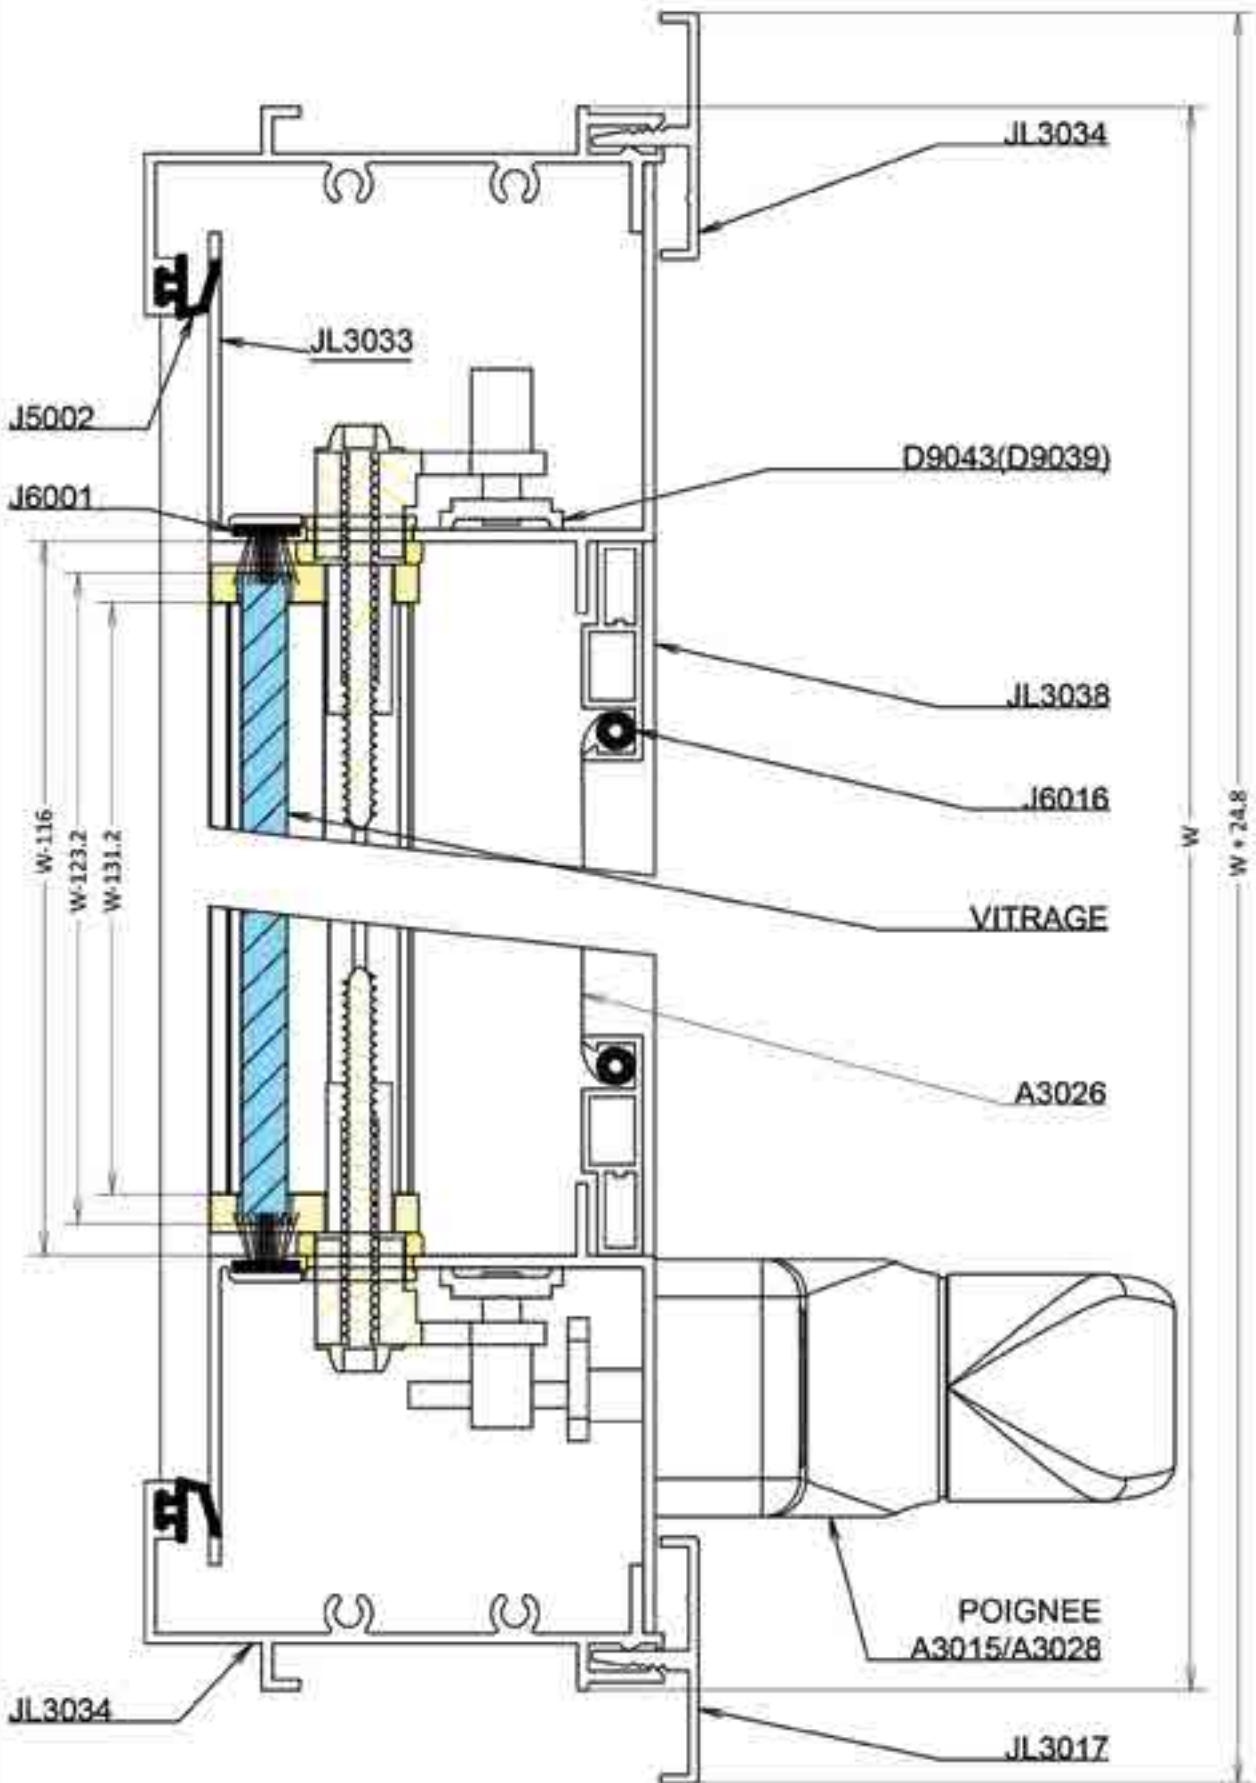 JL3034
JL3033
J5002
D9043(D9039)
J6001
JL3038
J6016
W-116
W-123.2
W-131.2
W
W + 24.8
VITRAGE
A3026
POIGNEE
A3015/A3028
JL3034
JL3017